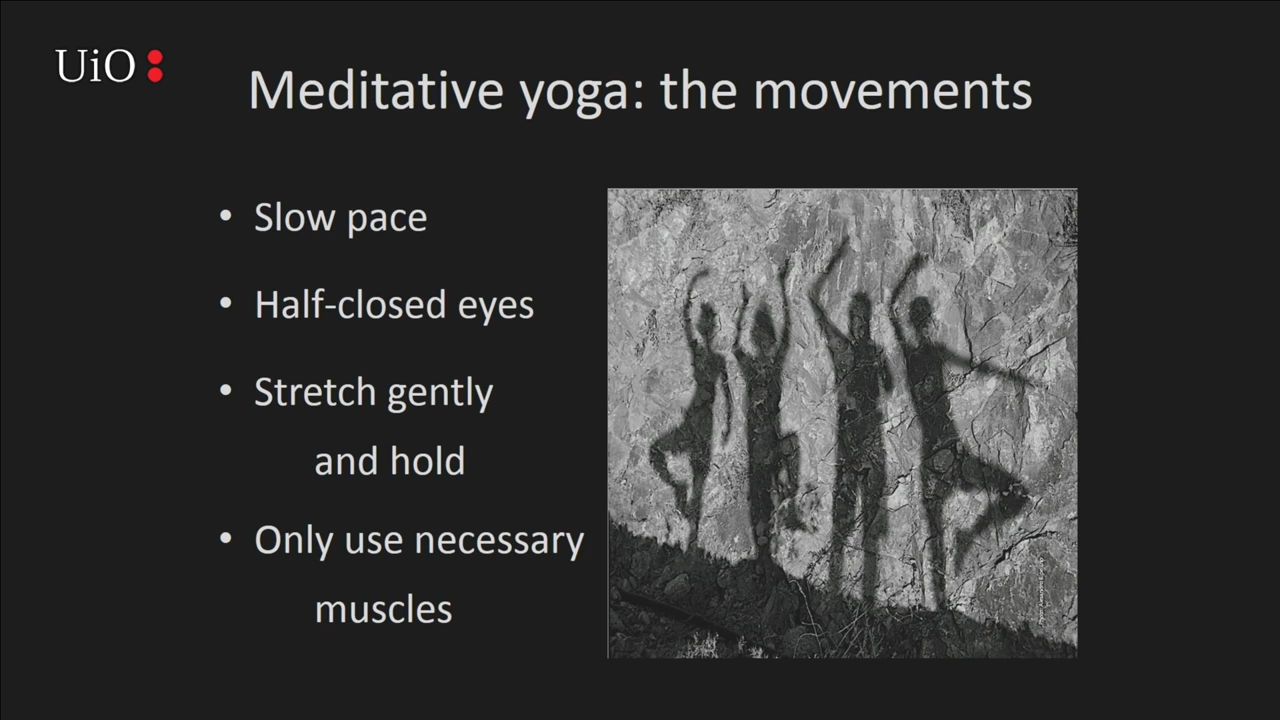 UiO:
Meditative yoga: the movements
• Slow pace
• Half-closed eyes
• Stretch gently
and hold
• Only use necessary
muscles